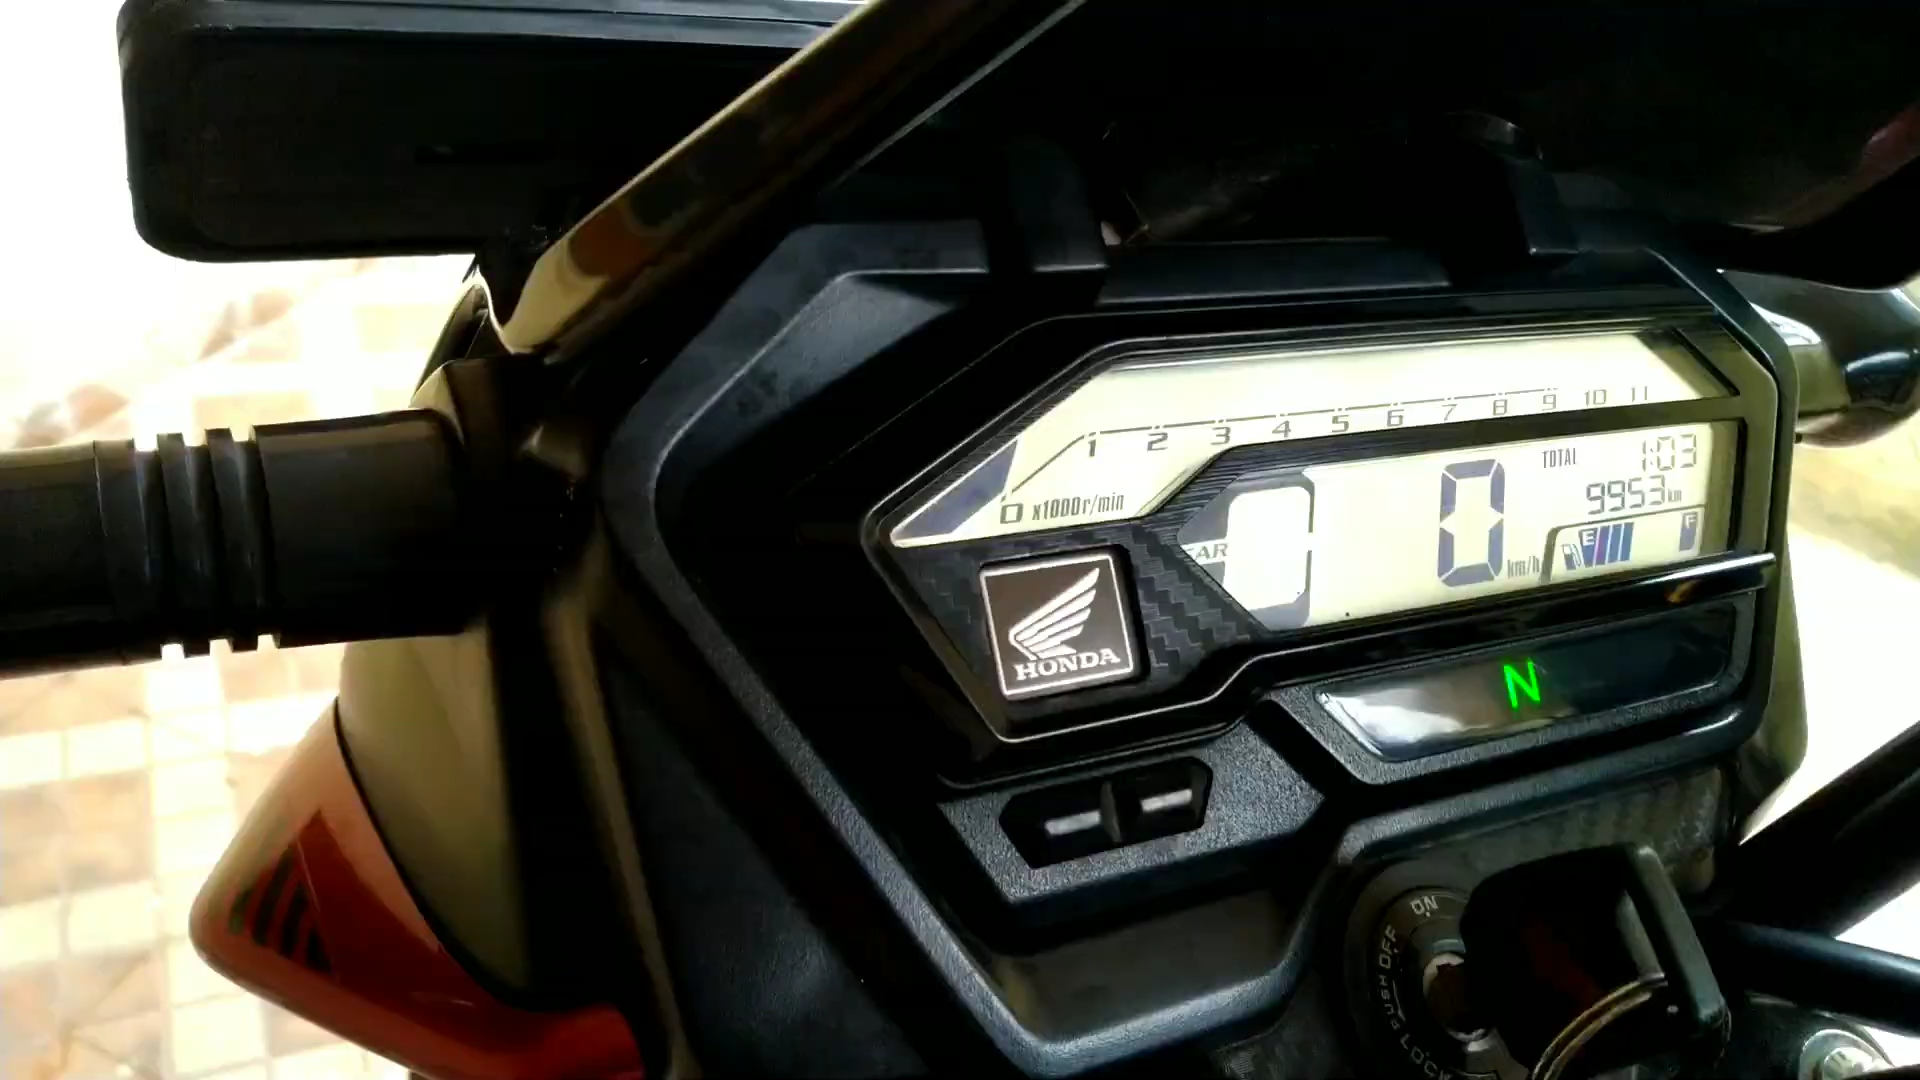 1 2 3 4 5 6 7 8 9 10 11
0 x1000r/min
TOTAL 1:03
9953 km
0 km/h
E F
EAR
HONDA
N
ON
OFF
PUSH
LOCK